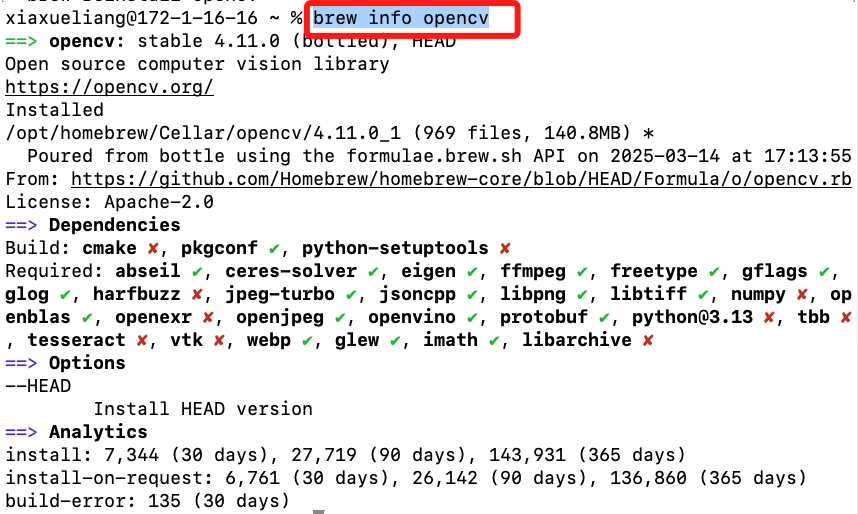 brew reinstall opencv
xiaxueliang@172-1-16-16 ~ % brew info opencv
==> opencv: stable 4.11.0 (bottled), HEAD
Open source computer vision library
https://opencv.org/
Installed
/opt/homebrew/Cellar/opencv/4.11.0_1 (969 files, 140.8MB) *
  Poured from bottle using the formulae.brew.sh API on 2025-03-14 at 17:13:55
From: https://github.com/Homebrew/homebrew-core/blob/HEAD/Formula/o/opencv.rb
License: Apache-2.0
==> Dependencies
Build: cmake ✘, pkgconf ✔, python-setuptools ✘
Required: abseil ✔, ceres-solver ✔, eigen ✔, ffmpeg ✔, freetype ✔, gflags ✔,
glog ✔, harfbuzz ✘, jpeg-turbo ✔, jsoncpp ✔, libpng ✔, libtiff ✔, numpy ✘, op
enblas ✔, openexr ✘, openjpeg ✔, openvino ✔, protobuf ✔, python@3.13 ✘, tbb ✘
, tesseract ✘, vtk ✘, webp ✔, glew ✔, imath ✔, libarchive ✘
==> Options
--HEAD
        Install HEAD version
==> Analytics
install: 7,344 (30 days), 27,719 (90 days), 143,931 (365 days)
install-on-request: 6,761 (30 days), 26,142 (90 days), 136,860 (365 days)
build-error: 135 (30 days)